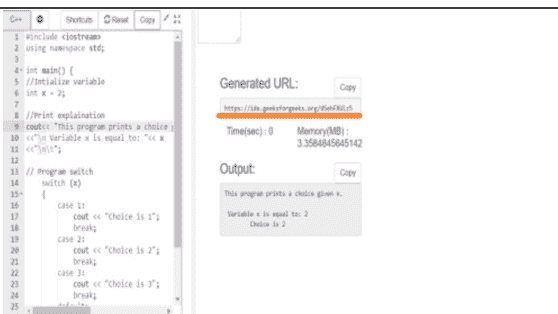 C++
Shortcuts
Reset
Copy
1 #include <iostream>
2 using namespace std;
3
4 int main() {
5 //Intialize variable
6 int x = 2;
7
8 //Print explaination
9 cout<< "This program prints a choice
10 <<"\n Variable x is equal to: "<< x
11 <<"\n\t";
12
13 // Program switch
14 switch (x)
15 {
16 case 1:
17 cout << "Choice is 1";
18 break;
19 case 2:
20 cout << "Choice is 2";
21 break;
22 case 3:
23 cout << "Choice is 3";
24 break;
25
Generated URL:
Copy
https://ide.geeksforgeeks.org/
Time(sec) : 0
Memory(MB) :
3.3584845845142
Output:
Copy
This program prints a choice given x.
Variable x is equal to: 2
Choice is 2